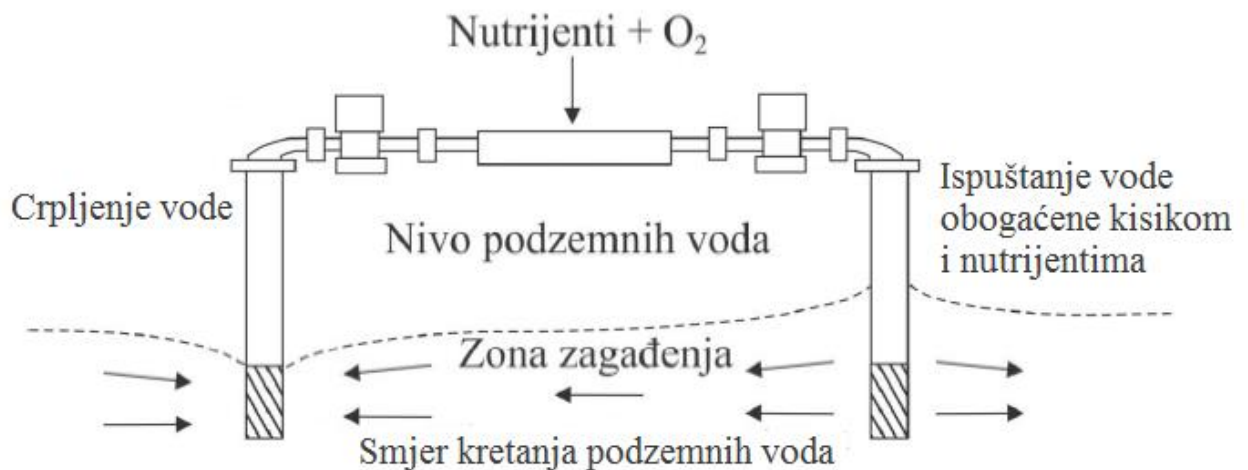 Nutrijenti + O₂
Crpljenje vode
Ispuštanje vode
obogaćene kisikom
i nutrijentima
Nivo podzemnih voda
Zona zagađenja
Smjer kretanja podzemnih voda